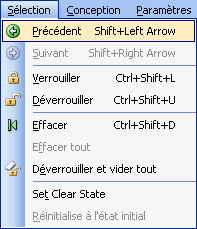 Sélection Conception Paramètres
Précédent Shift+Left Arrow
Suivant Shift+Right Arrow
Verrouiller Ctrl+Shift+L
Déverrouiller Ctrl+Shift+U
Effacer Ctrl+Shift+D
Effacer tout
Déverrouiller et vider tout
Set Clear State
Réinitialise à l'état initial